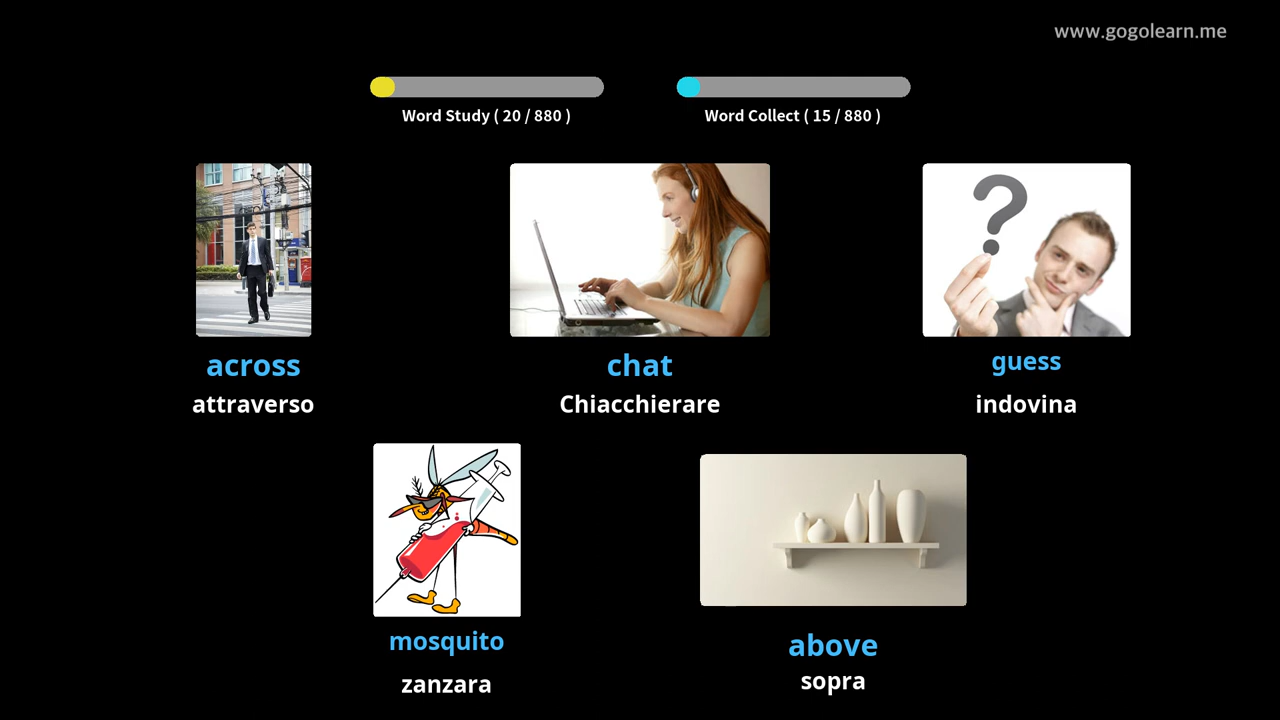 www.gogolearn.me
Word Study ( 20 / 880 )
Word Collect ( 15 / 880 )
across
attraverso
chat
Chiacchierare
guess
indovina
mosquito
zanzara
above
sopra